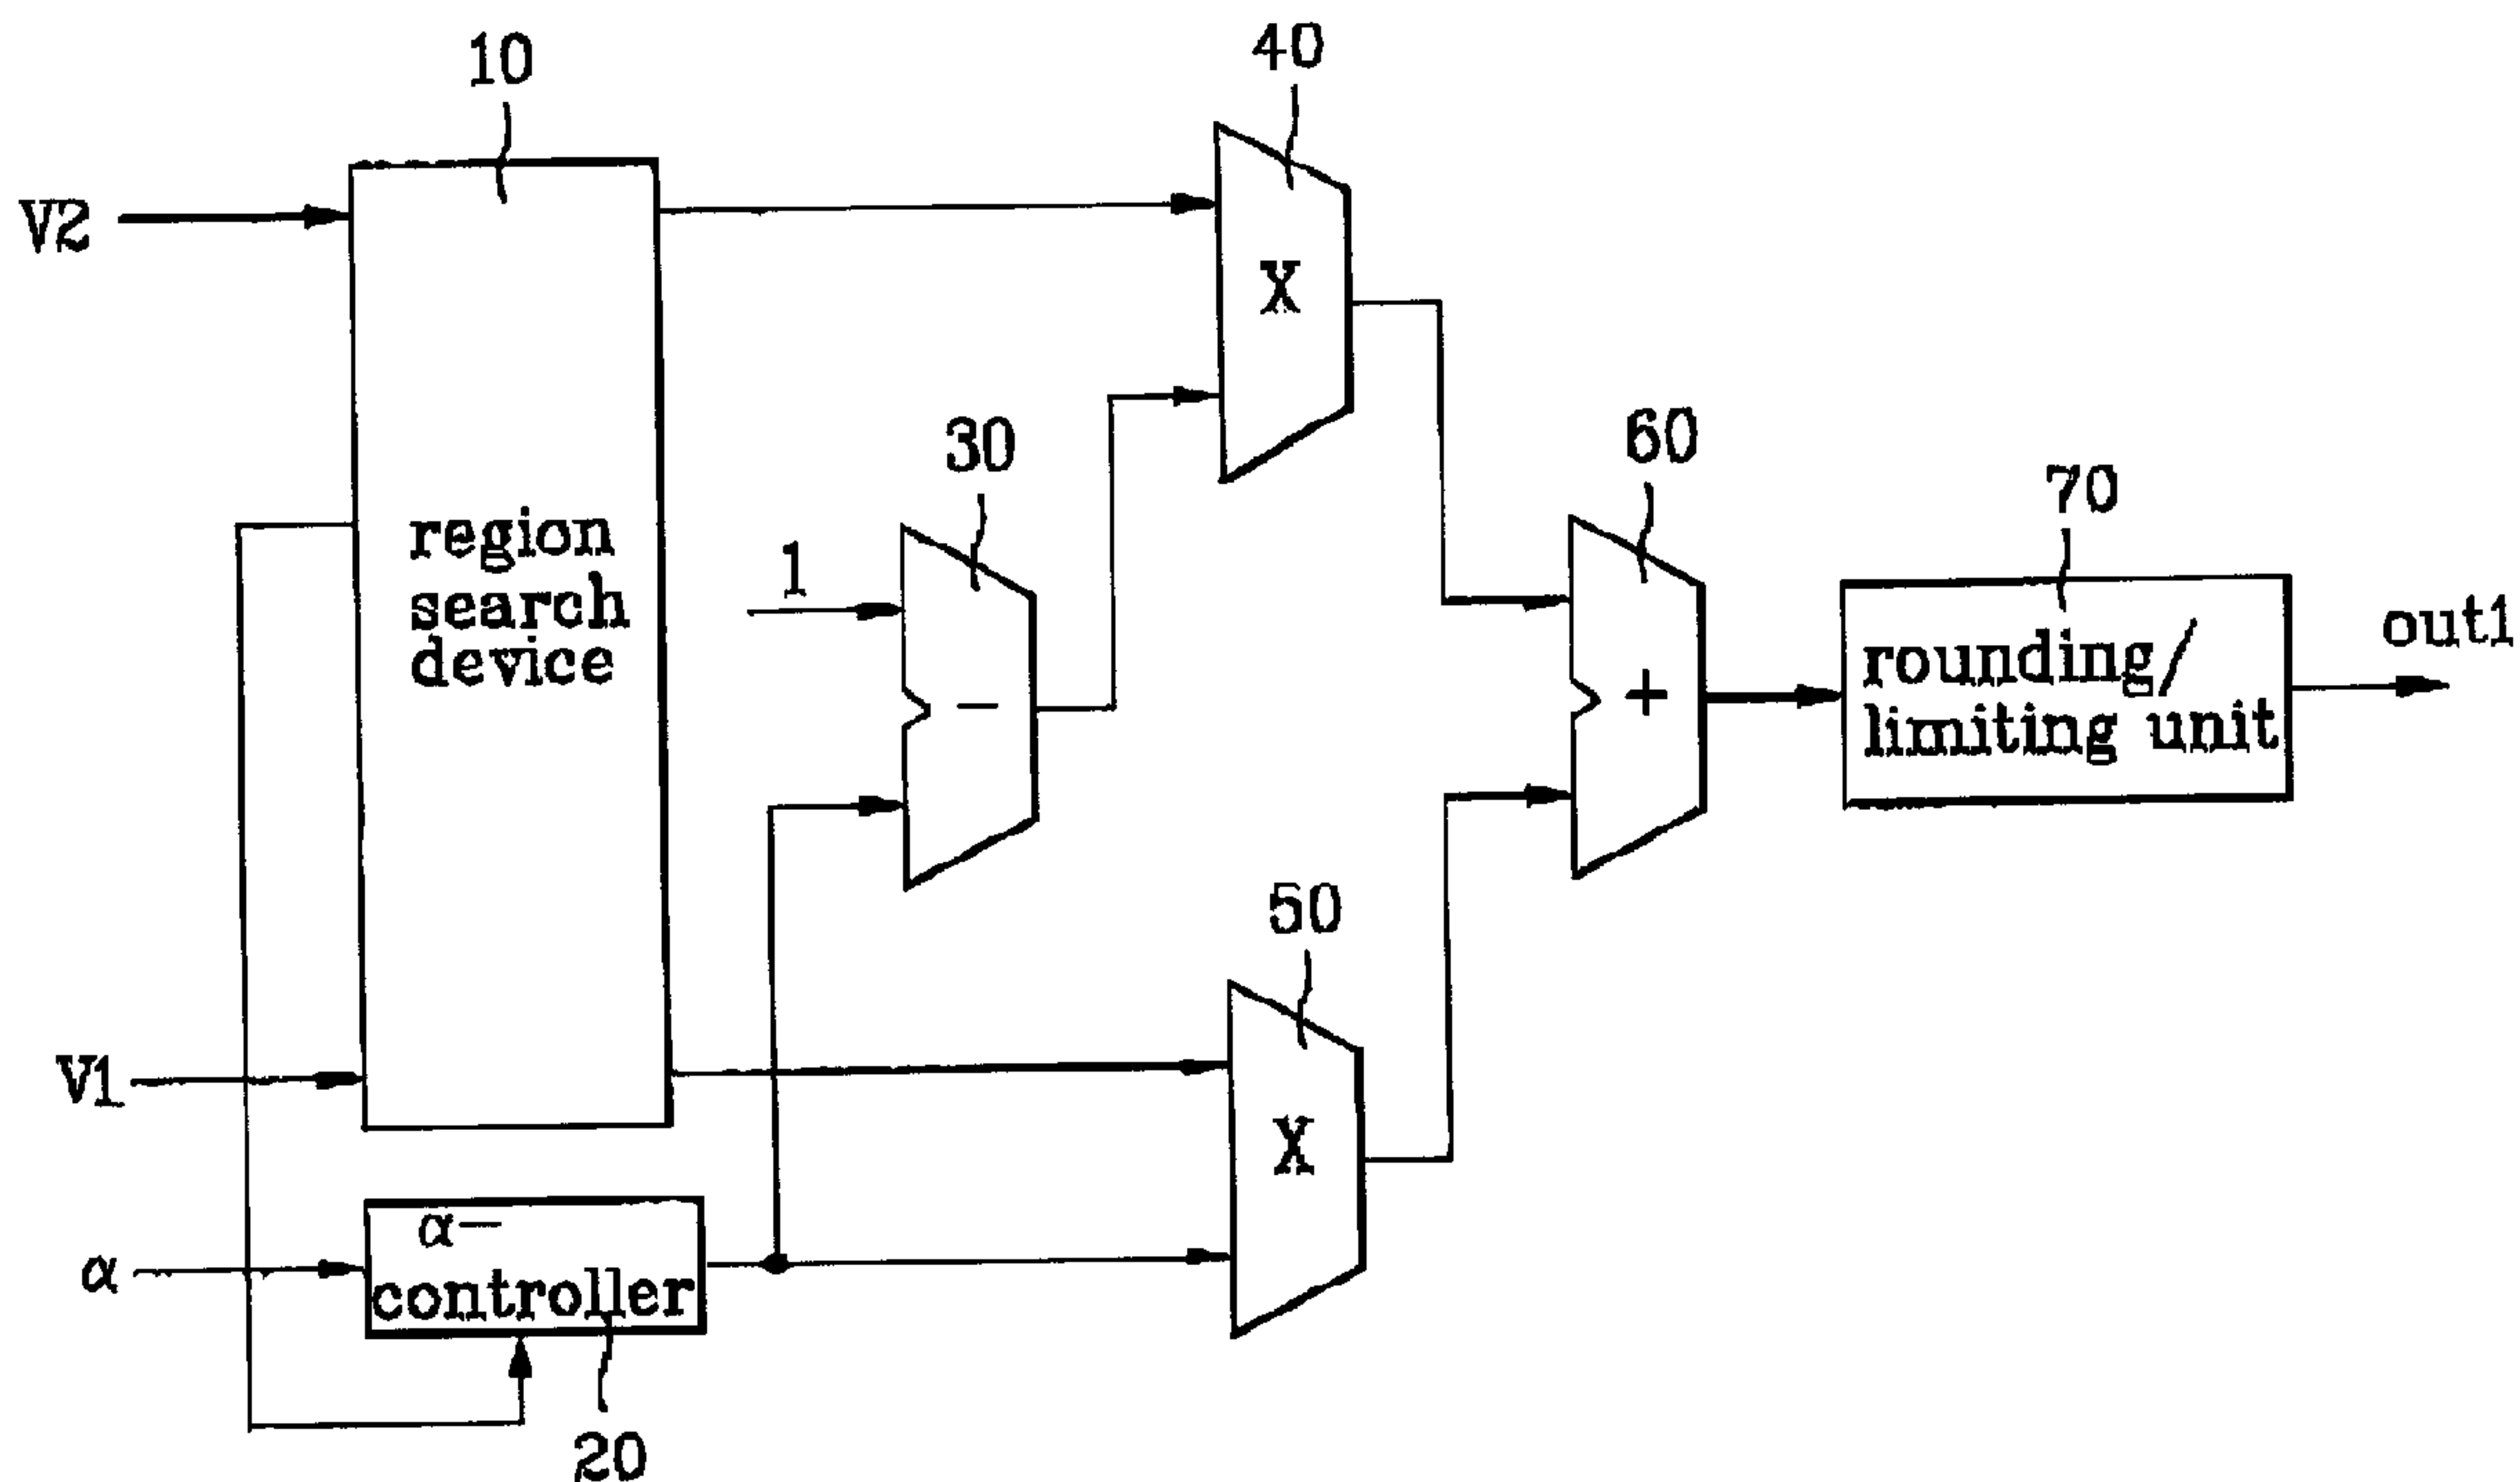 10
40
V2
X
30
60
70
region
search
device
1
−
+
rounding/
limiting unit
out1
50
V1
X
α−
controller
α
20